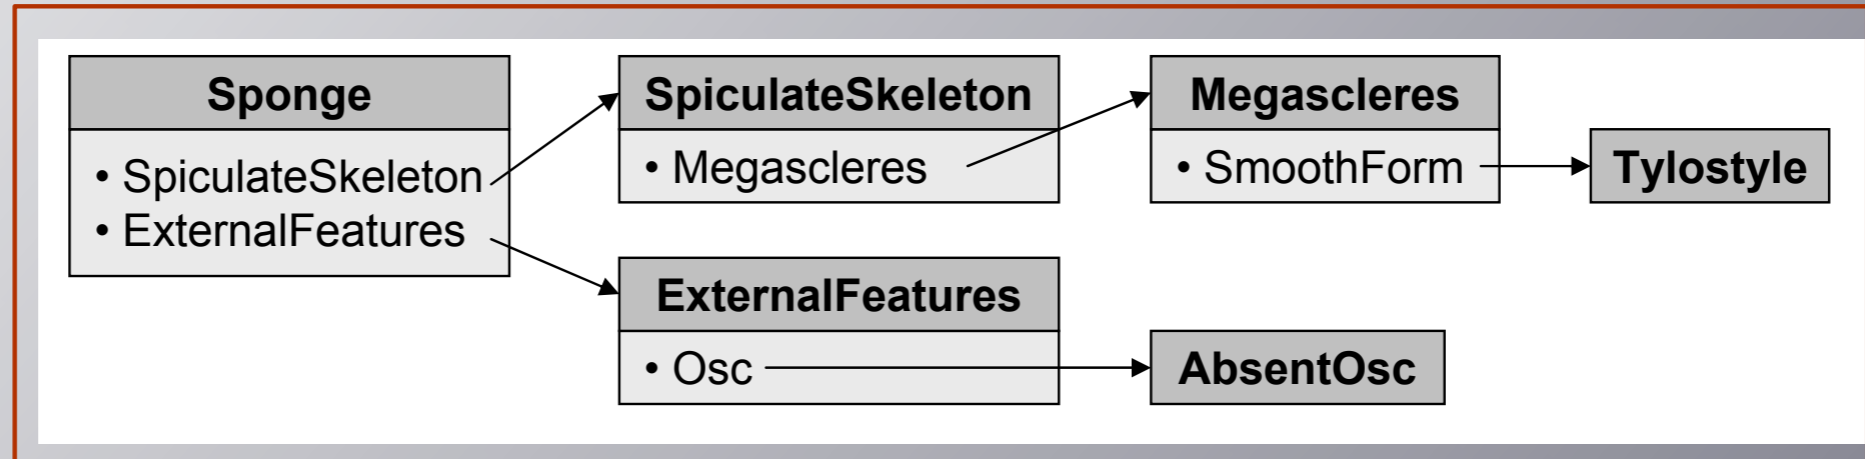 Sponge
• SpiculateSkeleton
• ExternalFeatures
SpiculateSkeleton
• Megascleres
Megascleres
• SmoothForm
Tylostyle
ExternalFeatures
• Osc
AbsentOsc